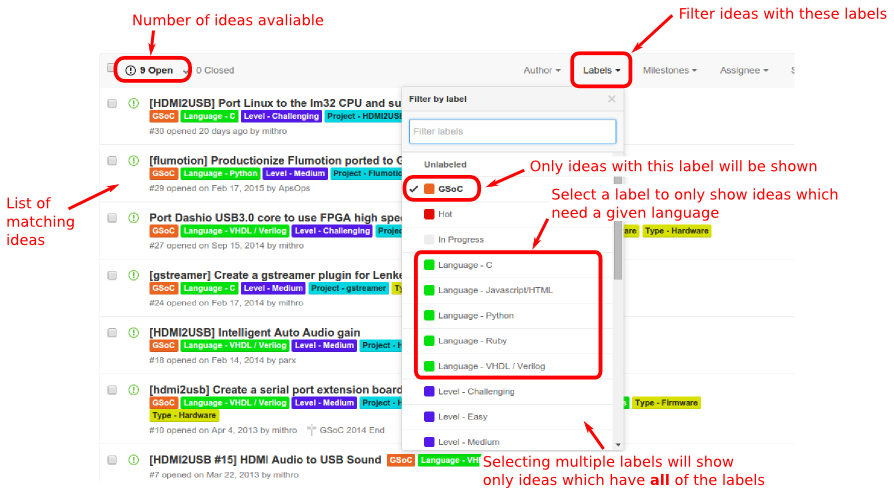 Number of ideas avaliable
Filter ideas with these labels
9 Open 0 Closed Author Labels Milestones Assignee
Filter by label
[HDMI2USB] Port Linux to the lm32 CPU and su
GSoC Language - C Level - Challenging Project - HDMI2USB
#30 opened 20 days ago by mithro
Filter labels
[flumotion] Productionize Flumotion ported to G
GSoC Language - Python Level - Medium Project - Flumotio
#29 opened on Feb 17, 2015 by ApsOps
Unlabeled
Only ideas with this label will be shown
GSoC
Select a label to only show ideas which
need a given language
List of
matching
ideas
Port Dashio USB3.0 core to use FPGA high spe
GSoC Language - VHDL / Verilog Level - Challenging Type - Hardware
#27 opened on Sep 15, 2014 by mithro
Hot
In Progress
Language - C
Language - Javascript/HTML
Language - Python
Language - Ruby
Language - VHDL / Verilog
Level - Challenging
Level - Easy
Level - Medium
[gstreamer] Create a gstreamer plugin for Lenke
GSoC Language - C Level - Medium Project - gstreamer
#24 opened on Feb 17, 2014 by mithro
[HDMI2USB] Intelligent Auto Audio gain
GSoC Language - VHDL / Verilog Level - Medium Project - H
#18 opened on Feb 14, 2014 by parx
[hdmi2usb] Create a serial port extension board
GSoC Language - VHDL / Verilog Level - Medium Project - H Type - Firmware
Type - Hardware
#10 opened on Apr 4, 2013 by mithro GSoC 2014 End
[HDMI2USB #15] HDMI Audio to USB Sound GSoC Language - VH
#7 opened on Mar 22, 2013 by mithro
Selecting multiple labels will show
only ideas which have all of the labels